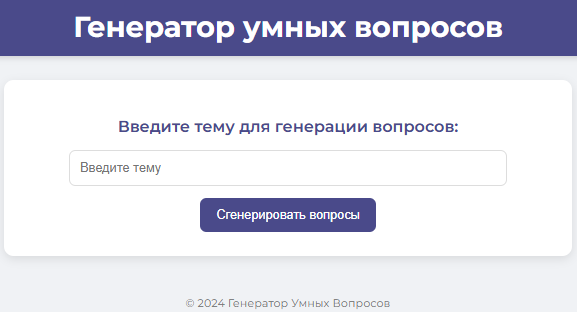 Генератор умных вопросов
Введите тему для генерации вопросов:
Введите тему
Сгенерировать вопросы
© 2024 Генератор Умных Вопросов